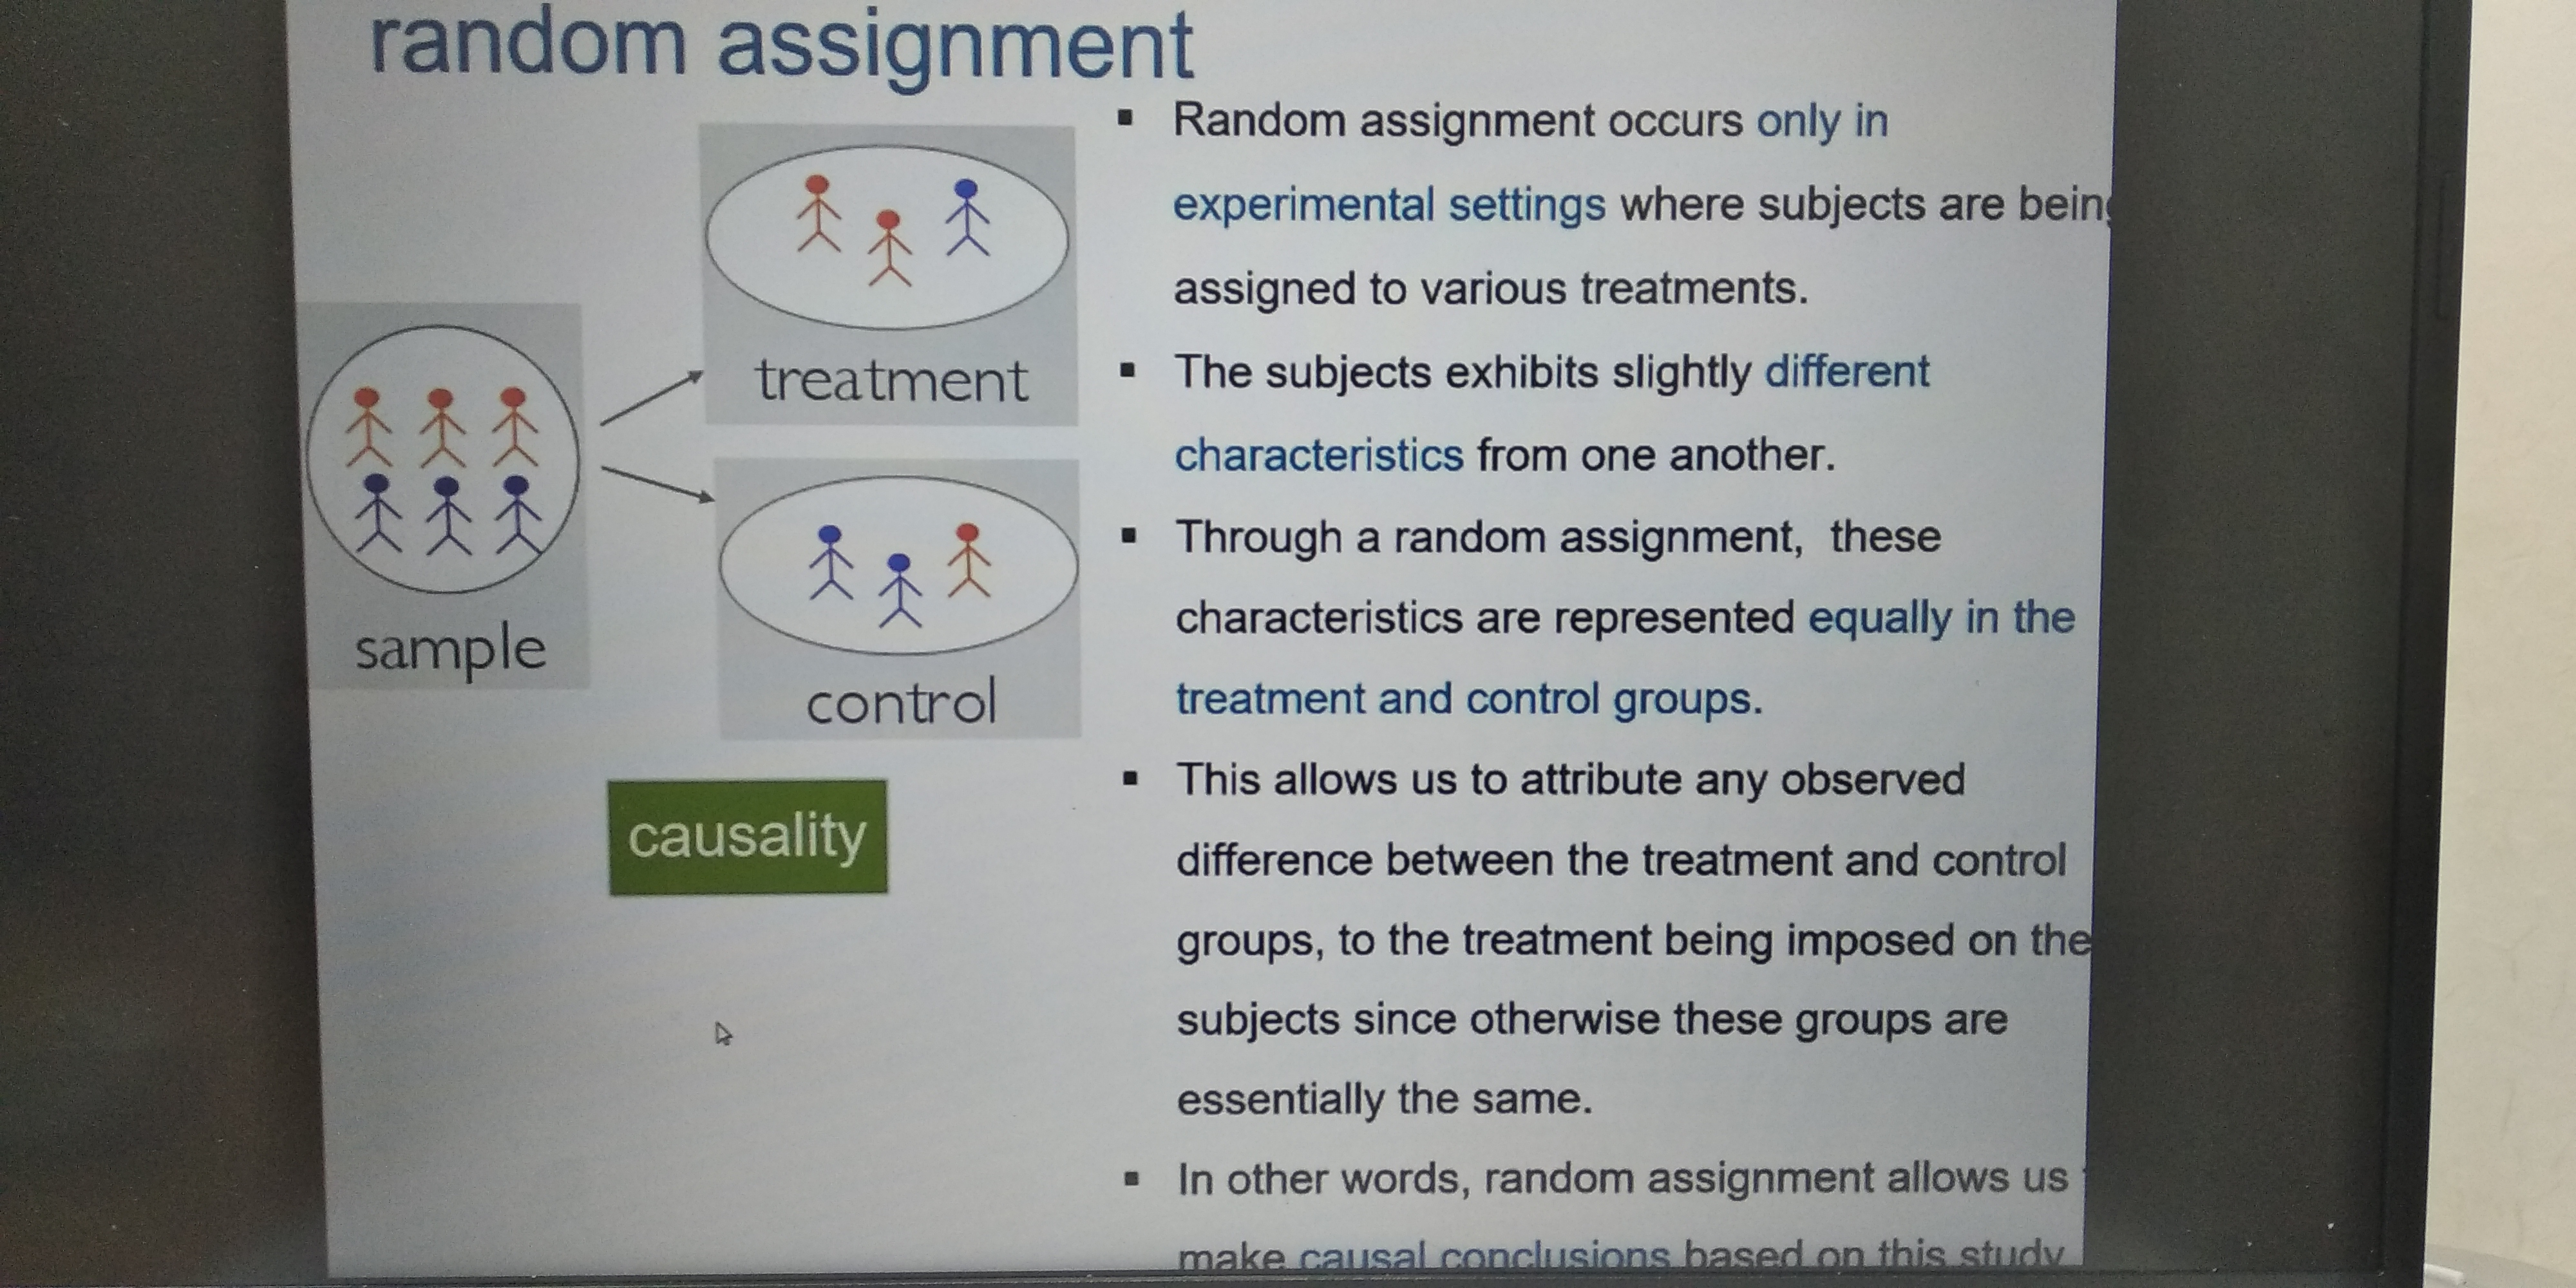 random assignment
▪ Random assignment occurs only in
experimental settings where subjects are being
assigned to various treatments.
▪ The subjects exhibits slightly different
characteristics from one another.
▪ Through a random assignment, these
characteristics are represented equally in the
treatment and control groups.
▪ This allows us to attribute any observed
difference between the treatment and control
groups, to the treatment being imposed on the
subjects since otherwise these groups are
essentially the same.
▪ In other words, random assignment allows us
make causal conclusions based on this study
treatment
sample
control
causality